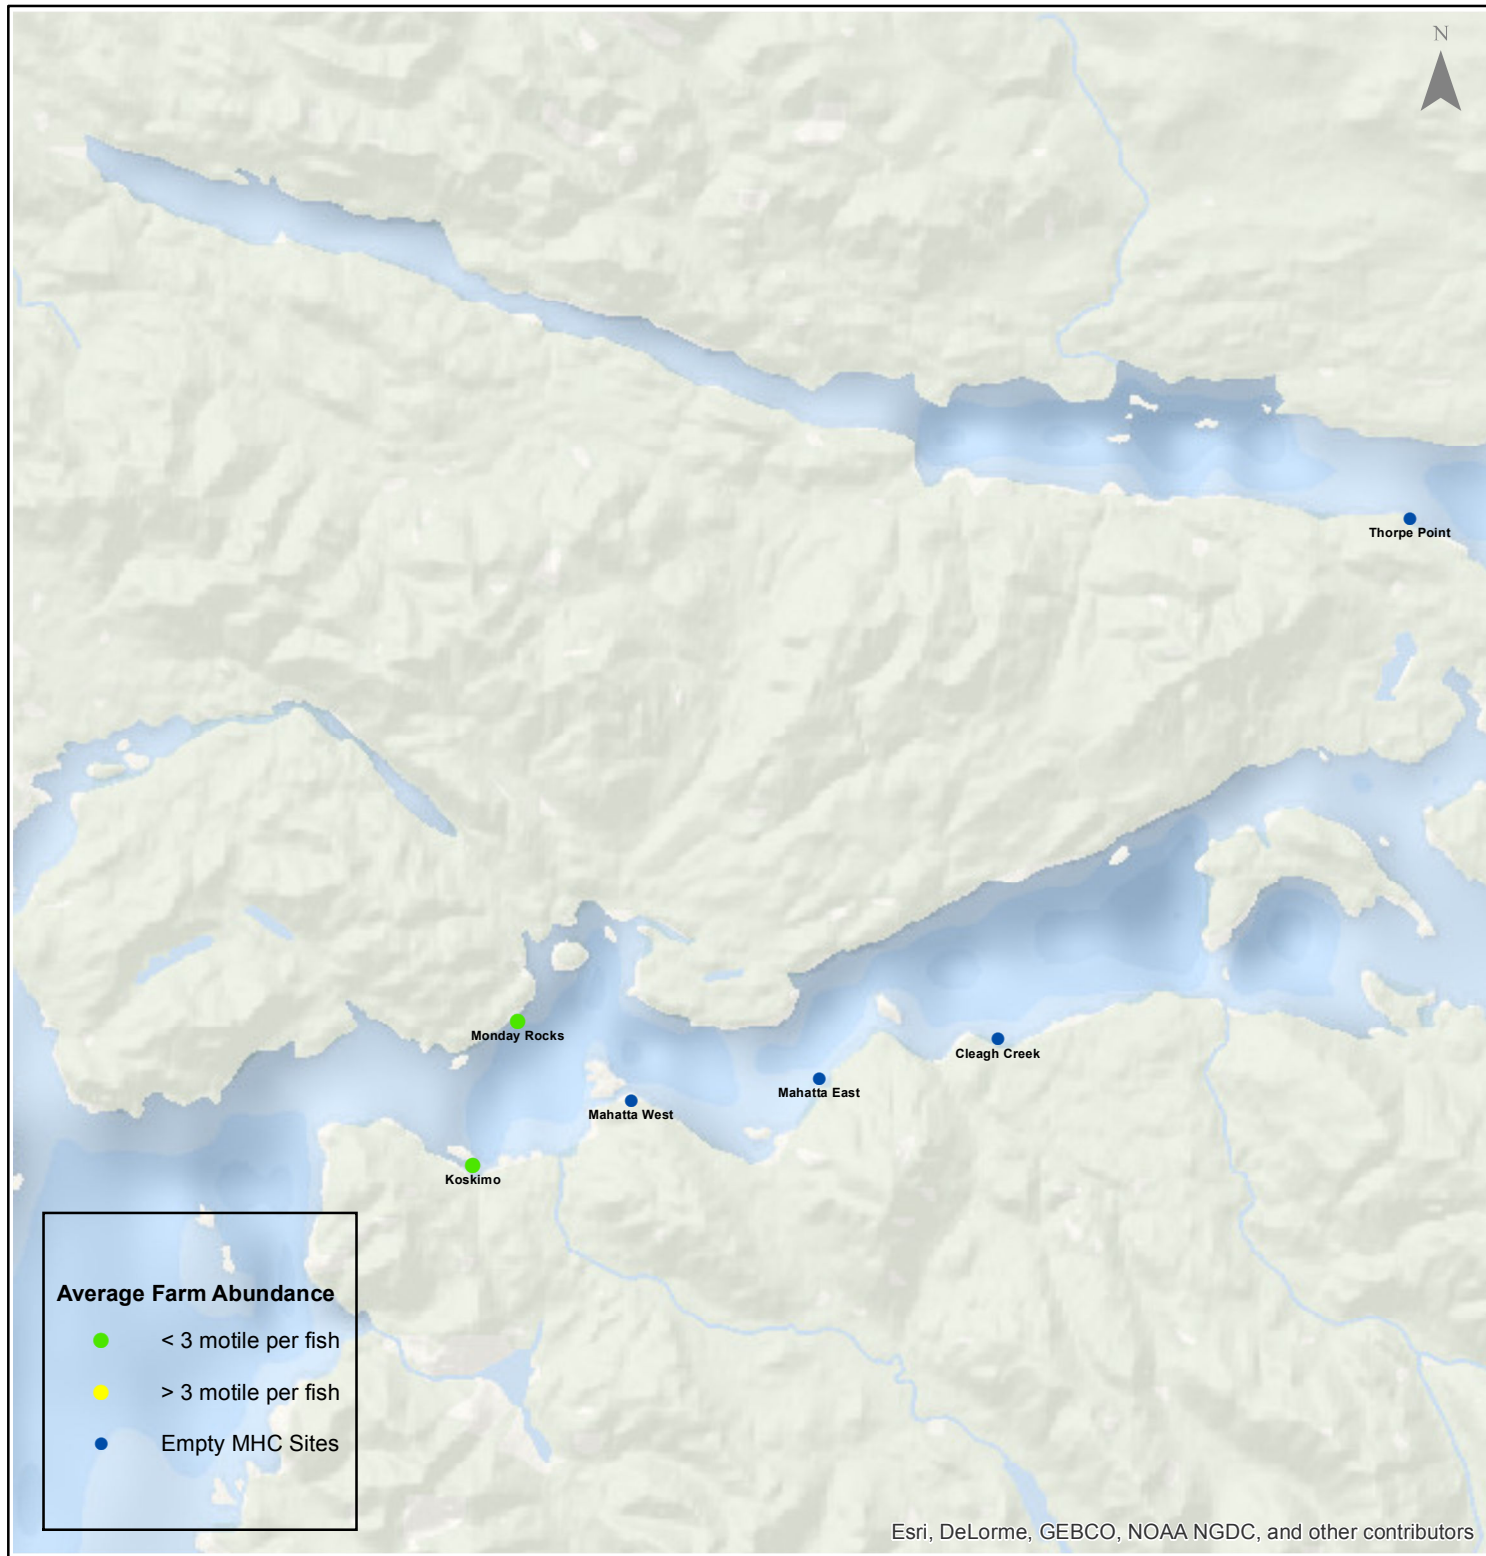 N
Thorpe Point
Monday Rocks
Cleagh Creek
Mahatta East
Mahatta West
Koskimo
Average Farm Abundance
< 3 motile per fish
> 3 motile per fish
Empty MHC Sites
Esri, DeLorme, GEBCO, NOAA NGDC, and other contributors